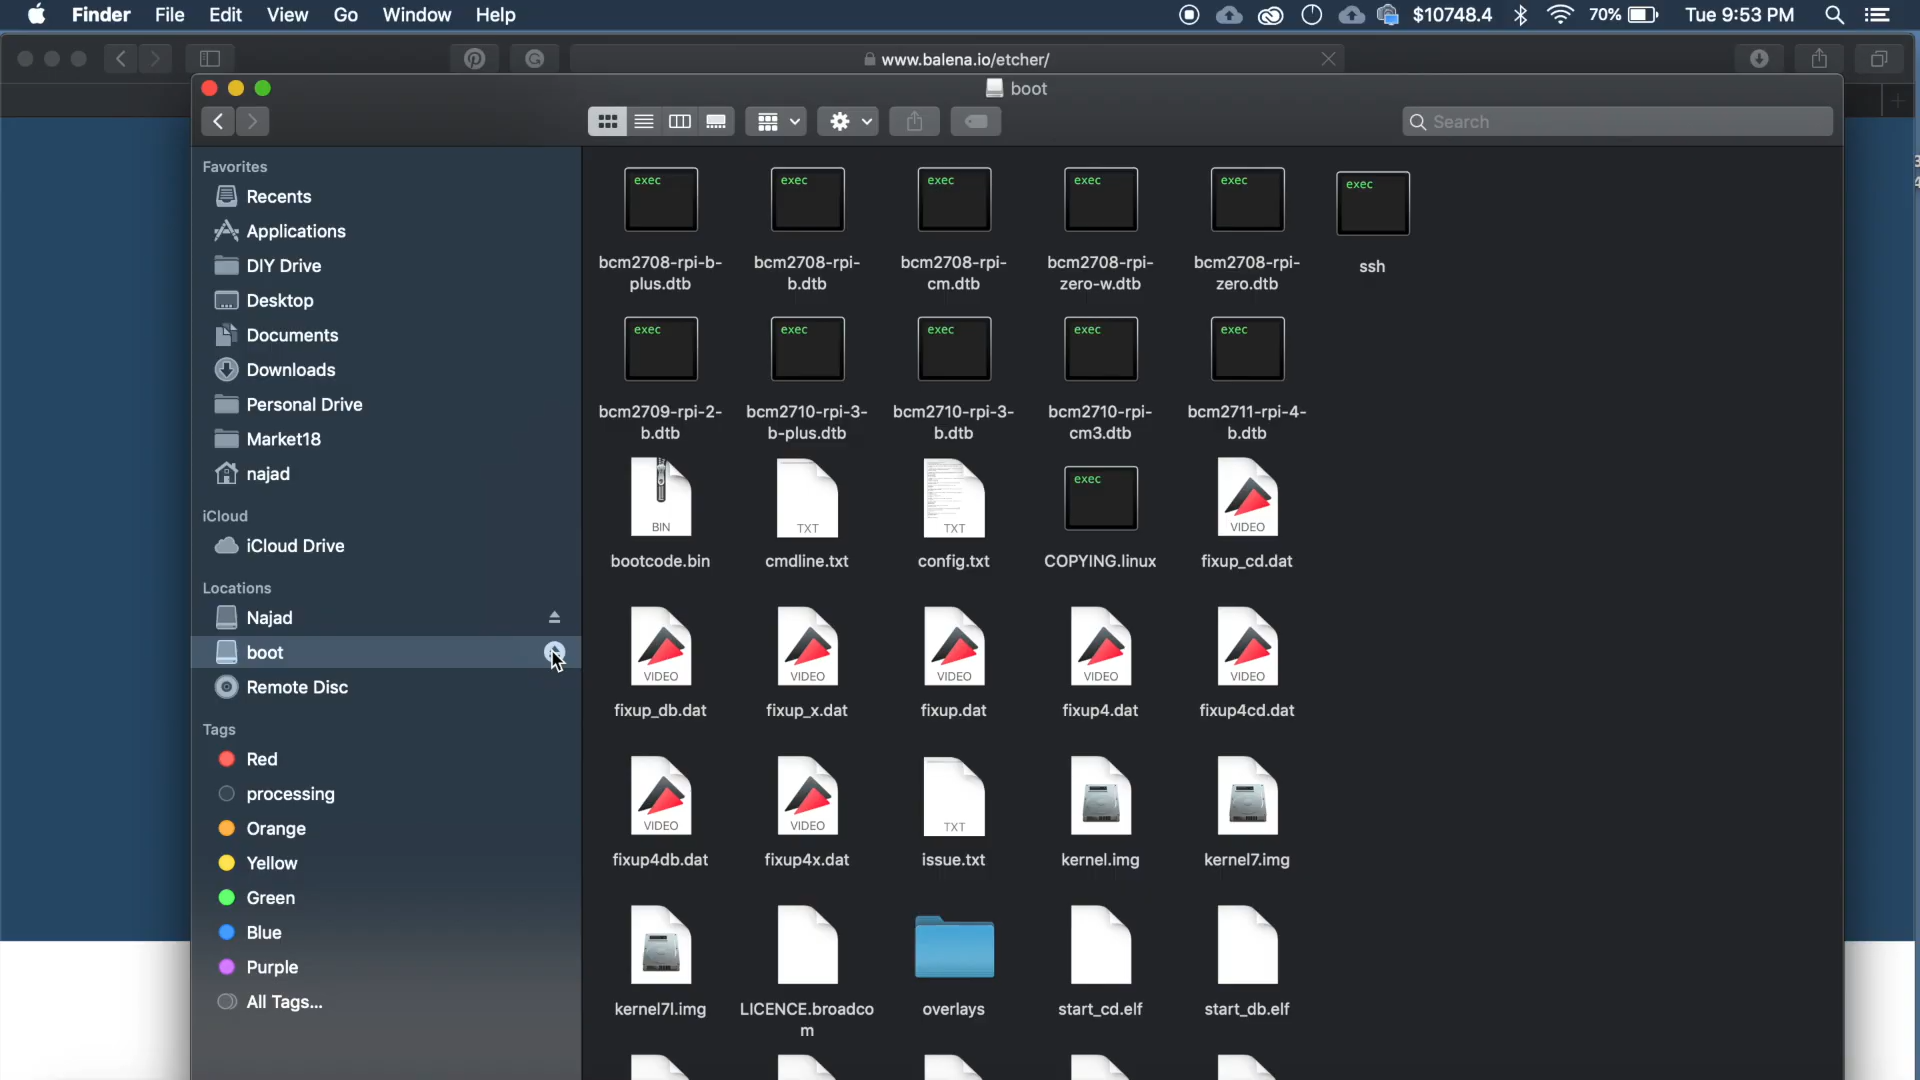 Finder File Edit View Go Window Help $10748.4 70% Tue 9:53 PM
www.balena.io/etcher/
boot
Search
Favorites
Recents
Applications
DIY Drive
Desktop
Documents
Downloads
Personal Drive
Market18
najad
iCloud
iCloud Drive
Locations
Najad
boot
Remote Disc
Tags
Red
processing
Orange
Yellow
Green
Blue
Purple
All Tags...
exec exec exec exec exec exec
bcm2708-rpi-b- bcm2708-rpi- bcm2708-rpi- bcm2708-rpi- bcm2708-rpi- ssh
plus.dtb b.dtb cm.dtb zero-w.dtb zero.dtb
exec exec exec exec exec
bcm2709-rpi-2- bcm2710-rpi-3- bcm2710-rpi-3- bcm2710-rpi- bcm2711-rpi-4-
b.dtb b-plus.dtb b.dtb cm3.dtb b.dtb
exec
BIN TXT TXT VIDEO
bootcode.bin cmdline.txt config.txt COPYING.linux fixup_cd.dat
VIDEO VIDEO VIDEO VIDEO VIDEO
fixup_db.dat fixup_x.dat fixup.dat fixup4.dat fixup4cd.dat
VIDEO VIDEO TXT
fixup4db.dat fixup4x.dat issue.txt kernel.img kernel7.img
kernel7l.img LICENCE.broadco overlays start_cd.elf start_db.elf
m